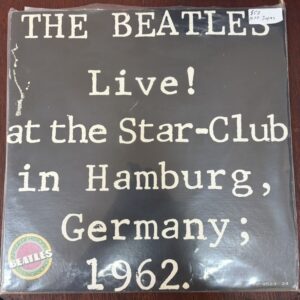 THE BEATLES
Live!
at the Star-Club
in Hamburg,
Germany;
1962.
BEATLES